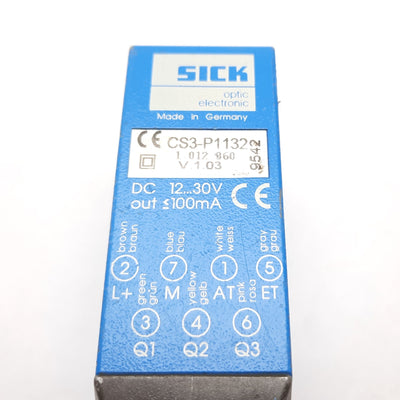 SICK
optic
electronic
Made in Germany
CE CS3-P1132
1 012 860
V.1.03
9542
DC 12...30V
out ≤100mA CE
brown braun
blue blau
white weiss
gray grau
2 7 1 5
L+ M AT ET
green grün
yellow gelb
pink rosa
3 4 6
Q1 Q2 Q3